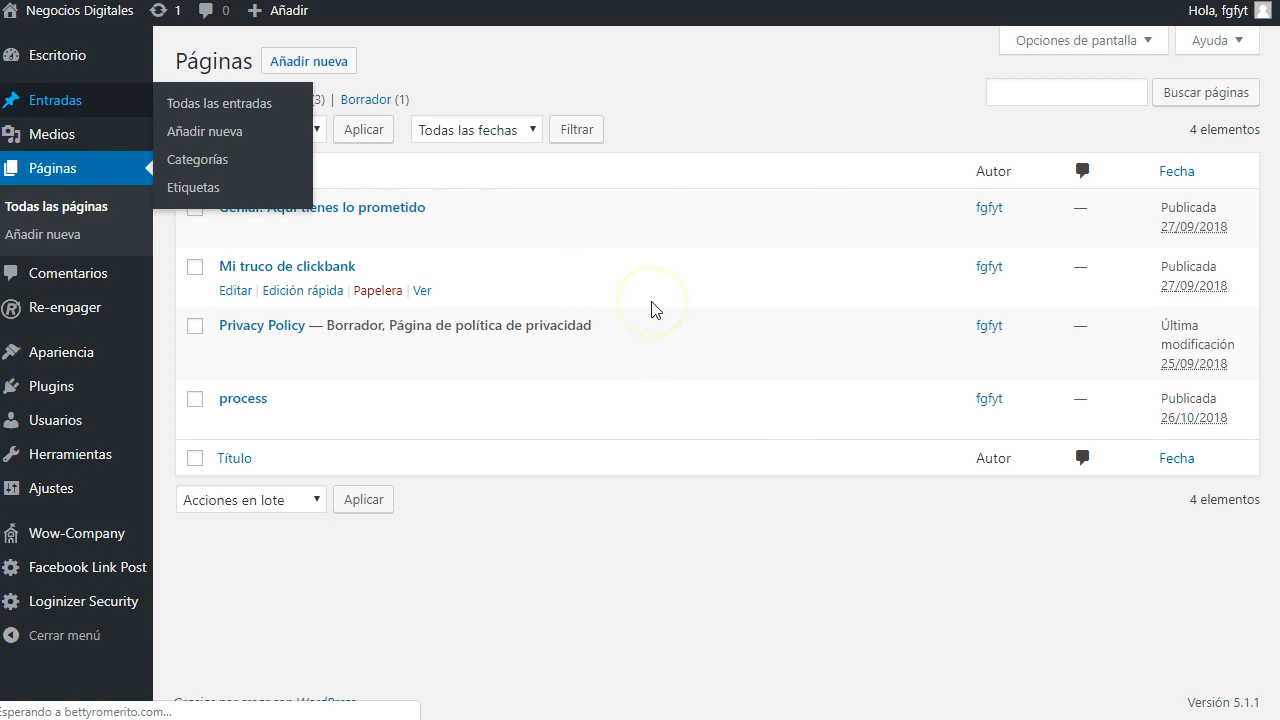 Negocios Digitales 1 0 Añadir Hola, fgfyt
Escritorio
Entradas
Medios
Páginas
Todas las páginas
Añadir nueva
Comentarios
Re-engager
Apariencia
Plugins
Usuarios
Herramientas
Ajustes
Wow-Company
Facebook Link Post
Loginizer Security
Cerrar menú
Todas las entradas
Añadir nueva
Categorías
Etiquetas
Opciones de pantalla Ayuda
Páginas Añadir nueva
(3) | Borrador (1)
Buscar páginas
Aplicar Todas las fechas Filtrar 4 elementos
Autor Fecha
Genial! Aquí tienes lo prometido fgfyt — Publicada
27/09/2018
Mi truco de clickbank fgfyt — Publicada
Editar | Edición rápida | Papelera | Ver 27/09/2018
Privacy Policy — Borrador, Página de política de privacidad fgfyt — Última
modificación
25/09/2018
process fgfyt — Publicada
26/10/2018
Título Autor Fecha
Acciones en lote Aplicar 4 elementos
WordPress Versión 5.1.1
Esperando a bettyromerito.com...